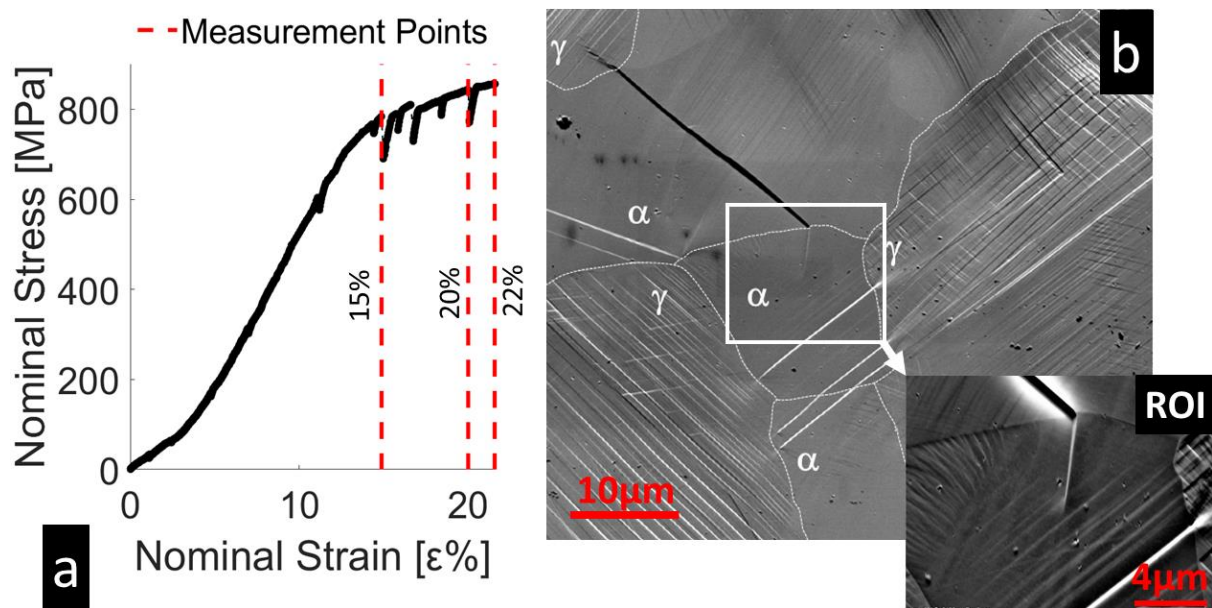 Measurement Points
Nominal Stress [MPa]
800
600
400
200
0
0
10
20
Nominal Strain [ε%]
15%
20%
22%
a
b
γ
α
γ
α
γ
α
10μm
ROI
4μm